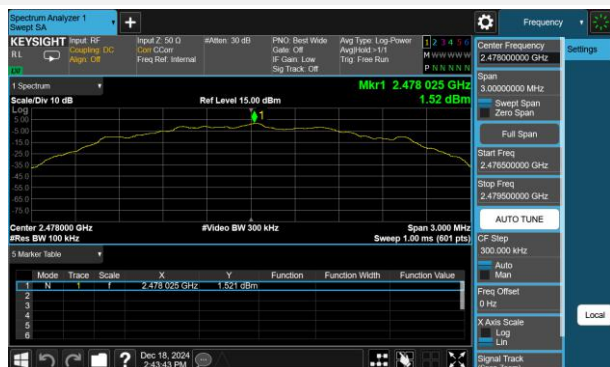 Spectrum Analyzer 1
Swept SA
Frequency
Settings
KEYSIGHT
RL
Input: RF
Coupling: DC
Align: Off
Input Z: 50 Ω
Corr CCorr
Freq Ref: Internal
#Atten: 30 dB
PNO: Best Wide
Gate: Off
IF Gain: Low
Sig Track: Off
Avg Type: Log-Power
Avg|Hold:>1/1
Trig: Free Run
1 2 3 4 5 6
M W W W W W
P N N N N N
1 Spectrum
Scale/Div 10 dB
Ref Level 15.00 dBm
Mkr1 2.478 025 GHz
1.52 dBm
Log
5.00
-5.00
-15.0
-25.0
-35.0
-45.0
-55.0
-65.0
-75.0
1
Center 2.478000 GHz
#Res BW 100 kHz
#Video BW 300 kHz
Span 3.000 MHz
Sweep 1.00 ms (601 pts)
5 Marker Table
Mode Trace Scale X Y Function Function Width Function Value
1 N 1 f 2.478 025 GHz 1.521 dBm
2
3
4
5
6
Dec 18, 2024
2:43:43 PM
Center Frequency
2.478000000 GHz
Span
3.00000000 MHz
Swept Span
Zero Span
Full Span
Start Freq
2.476500000 GHz
Stop Freq
2.479500000 GHz
AUTO TUNE
CF Step
300.000 kHz
Auto
Man
Freq Offset
0 Hz
X Axis Scale
Log
Lin
Signal Track
Local